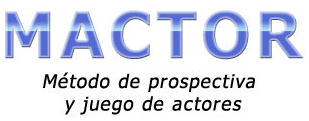 MACTOR
Método de prospectiva
y juego de actores